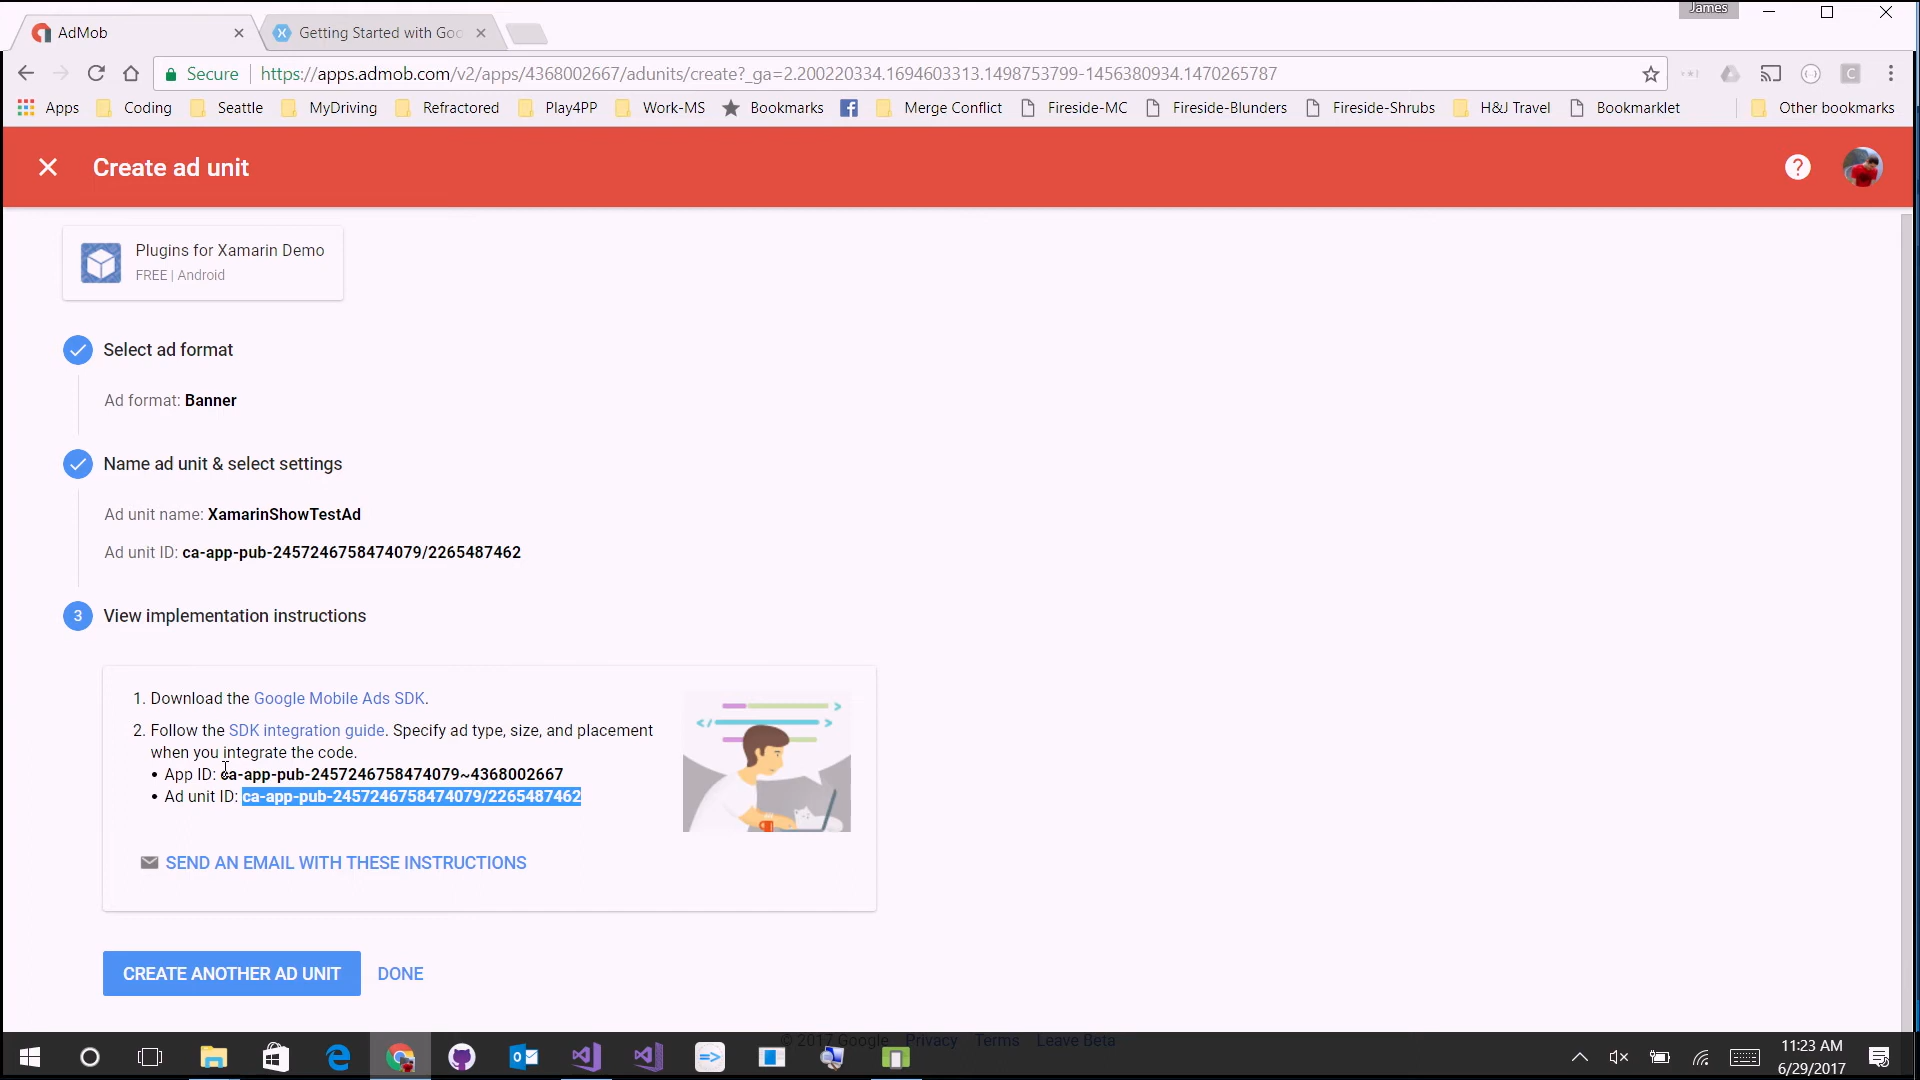 James
AdMob
Getting Started with Goo
Secure
https://apps.admob.com/v2/apps/4368002667/adunits/create?_ga=2.200220334.1694603313.1498753799-1456380934.1470265787
Apps Coding Seattle MyDriving Refractored Play4PP Work-MS Bookmarks Merge Conflict Fireside-MC Fireside-Blunders Fireside-Shrubs H&J Travel Bookmarklet Other bookmarks
Create ad unit
Plugins for Xamarin Demo
FREE | Android
Select ad format
Ad format: Banner
Name ad unit & select settings
Ad unit name: XamarinShowTestAd
Ad unit ID: ca-app-pub-2457246758474079/2265487462
3 View implementation instructions
1. Download the Google Mobile Ads SDK.
2. Follow the SDK integration guide. Specify ad type, size, and placement
when you integrate the code.
• App ID: ca-app-pub-2457246758474079~4368002667
• Ad unit ID: ca-app-pub-2457246758474079/2265487462
SEND AN EMAIL WITH THESE INSTRUCTIONS
CREATE ANOTHER AD UNIT DONE
© 2017 Google Privacy Terms Leave Beta
11:23 AM
6/29/2017